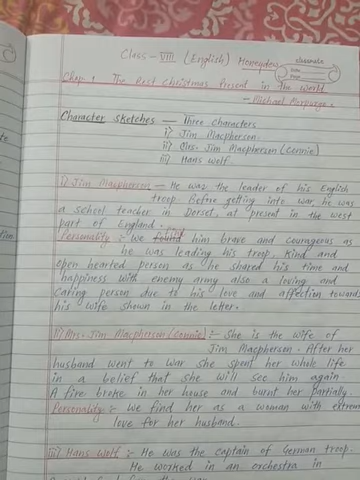 Class - VIII (English) Honeydew
classmate
Date
Page
Chap. 1 The Best Christmas Present in the World
- Michael Morpurgo.
Character Sketches — Three Characters
i) Jim Macpherson.
ii) Mrs. Jim Macpherson (Connie)
iii) Hans Wolf.
i) Jim Macpherson — He was the leader of his English
troop Before getting into war, he was
a school teacher in Dorset, at present in the west
part of England.
Personality :- We found him brave and courageous as
he was leading his troop. Kind and
open hearted person as he shared his time and
happiness with enemy army also a loving and
caring person due to his love and affection towards
his wife shown in the letter.
ii) Mrs. Jim Macpherson (Connie) :- She is the wife of
Jim Macpherson. After her
husband went to war she spent her whole life
in a belief that she will see him again.
A fire broke in her house and burnt her partially.
Personality :- We find her as a woman with extreme
love for her husband.
iii) Hans Wolf :- He was the captain of German troop.
He worked in an orchestra in